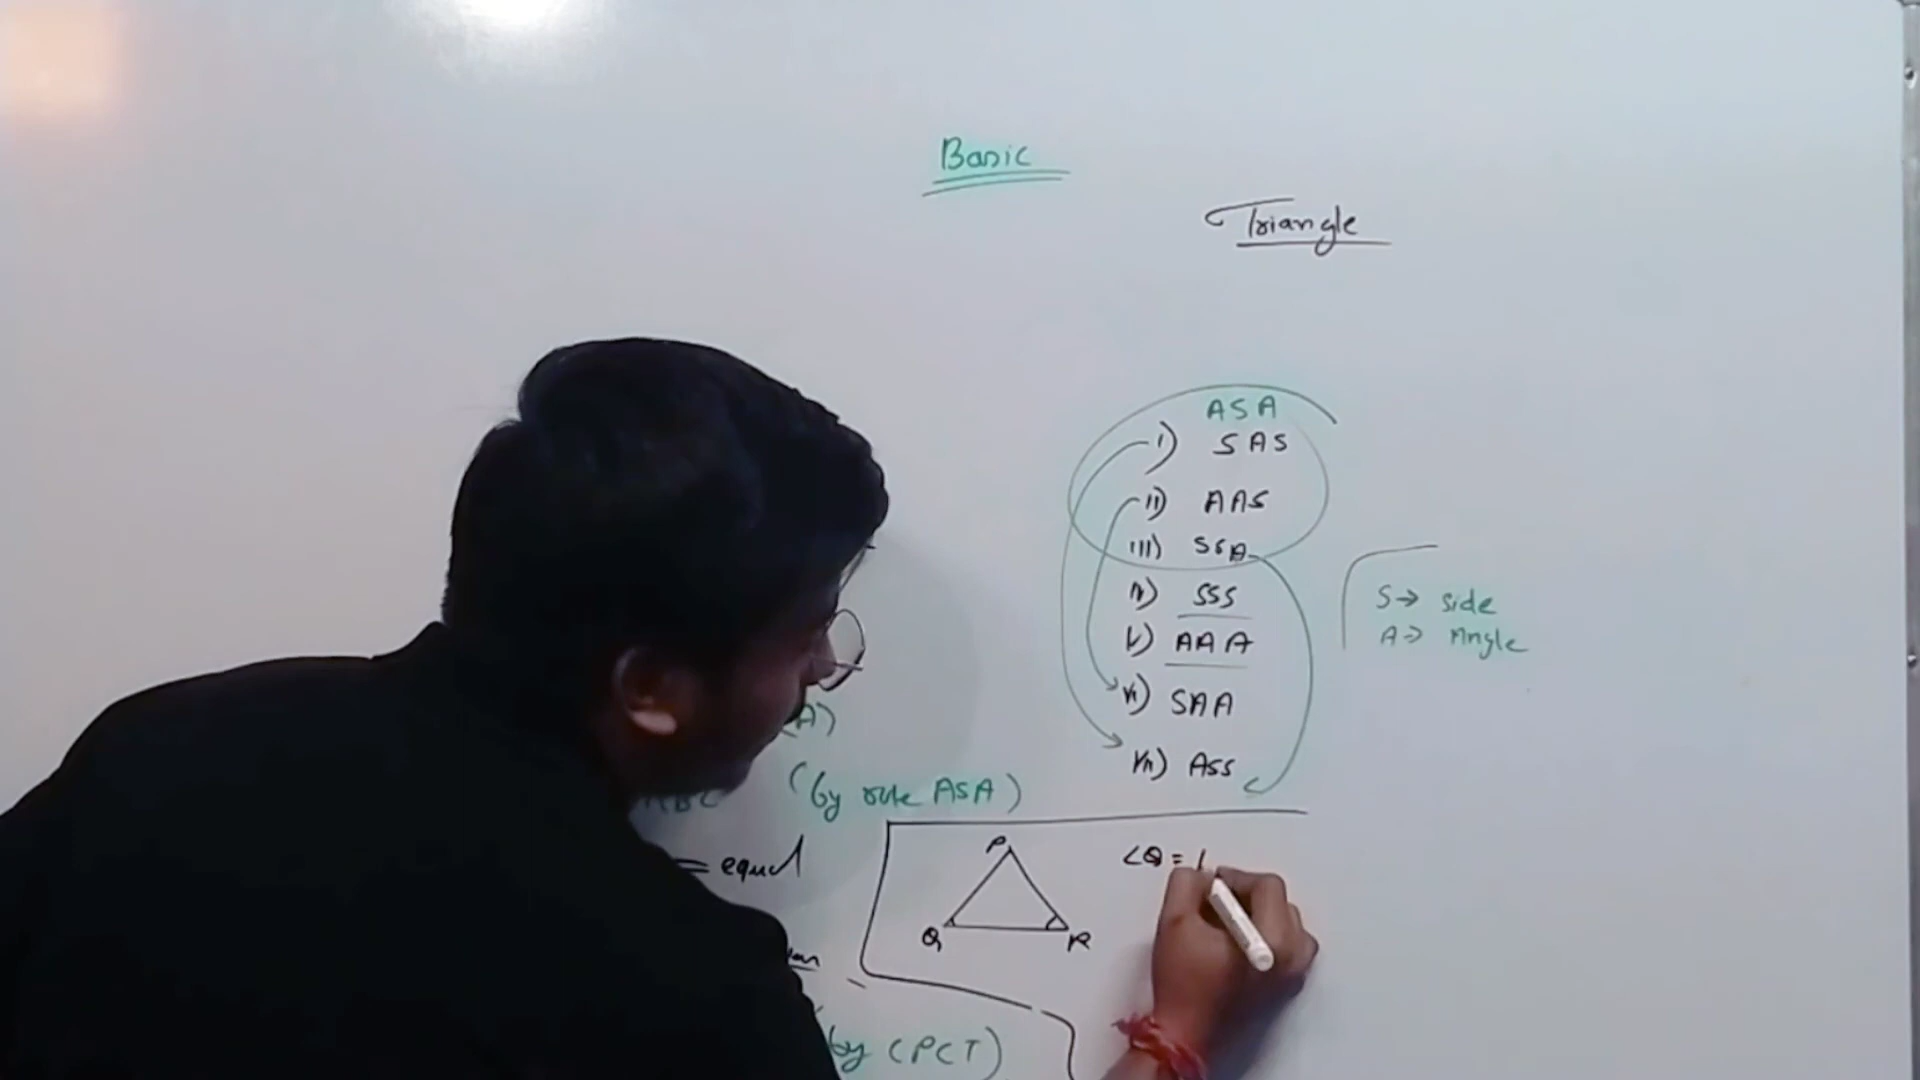 Basic
Triangle
ASA
i) SAS
ii) AAS
iii) SSA
iv) SSS
v) AAA
vi) SAA
vii) ASS
S→ side
A→ Angle
A)
(by rule ASA)
= equal
P
Q
R
∠Q =
by CPCT)